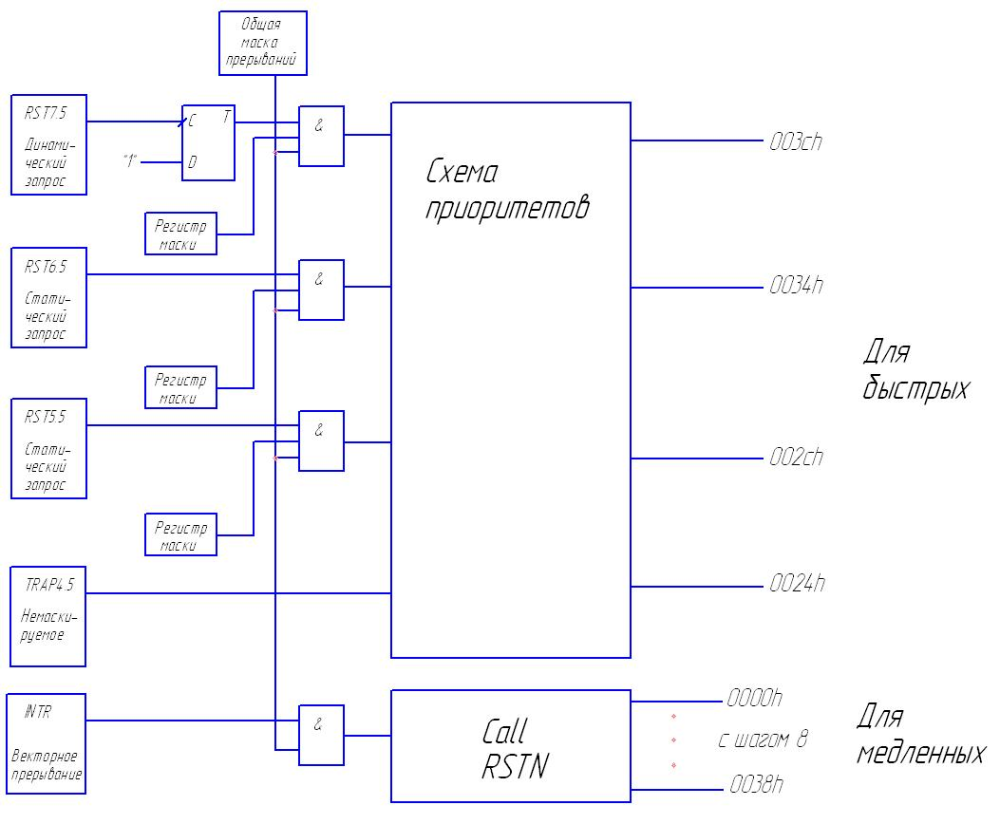 Общая
маска
прерываний
RST7.5
Динами-
ческий
запрос
C
T
"1"
D
&
Схема
приоритетов
003ch
Регистр
маски
RST6.5
Стати-
ческий
запрос
&
0034h
Для
быстрых
Регистр
маски
RST5.5
Стати-
ческий
запрос
&
002ch
Регистр
маски
TRAP4.5
Немаски-
руемое
0024h
INTR
Векторное
прерывание
&
Call
RSTN
0000h
с шагом 8
0038h
Для
медленных